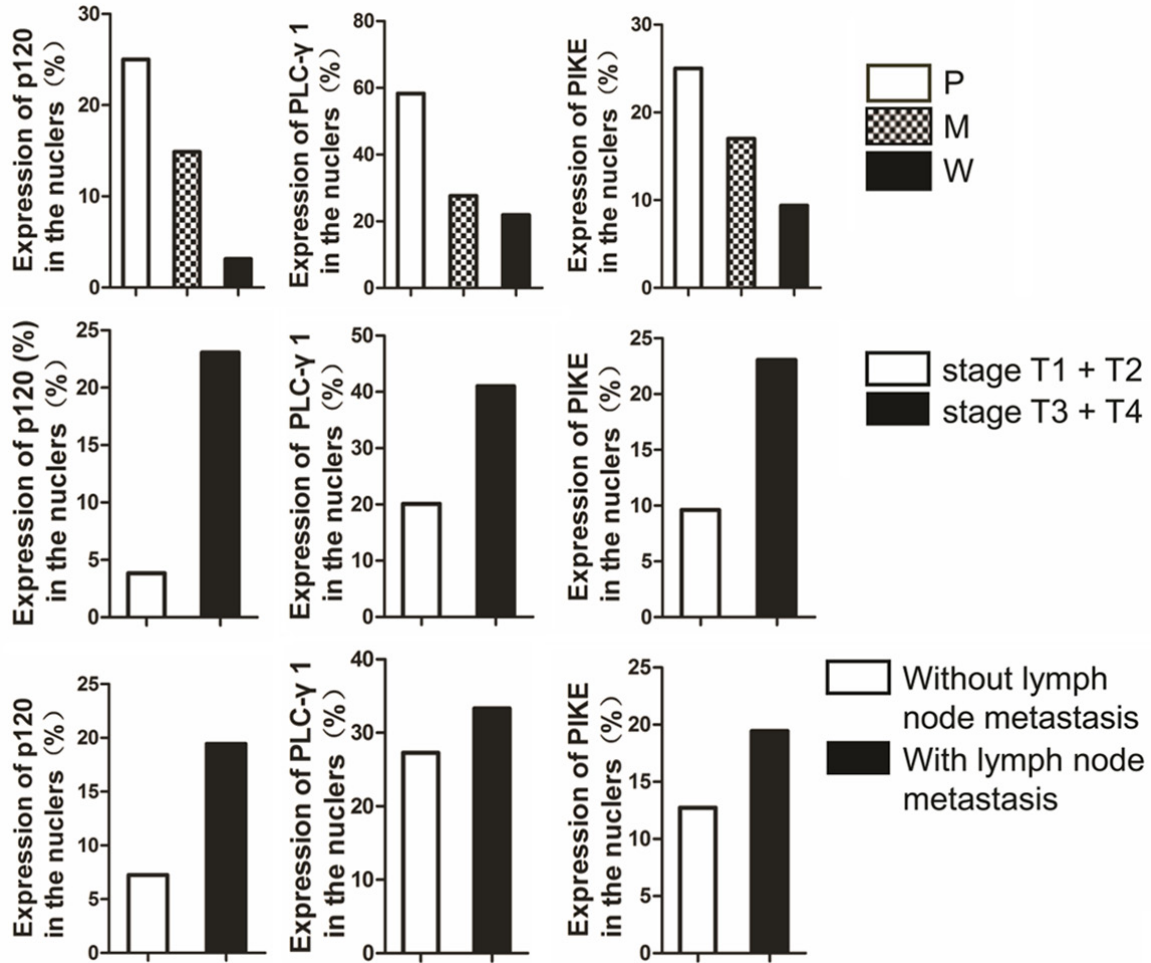 Expression of p120
in the nuclers（%）
30
20
10
0
Expression of PLC-γ 1
in the nuclers（%）
80
60
40
20
0
Expression of PIKE
in the nuclers（%）
30
20
10
0
P
M
W
Expression of p120 (%)
in the nuclers（%）
25
20
15
10
5
0
Expression of PLC-γ 1
in the nuclers（%）
50
40
30
20
10
0
Expression of PIKE
in the nuclers（%）
25
20
15
10
5
0
stage T1 + T2
stage T3 + T4
Expression of p120
in the nuclers（%）
25
20
15
10
5
0
Expression of PLC-γ 1
in the nuclers（%）
40
30
20
10
0
Expression of PIKE
in the nuclers（%）
25
20
15
10
5
0
Without lymph
node metastasis
With lymph node
metastasis